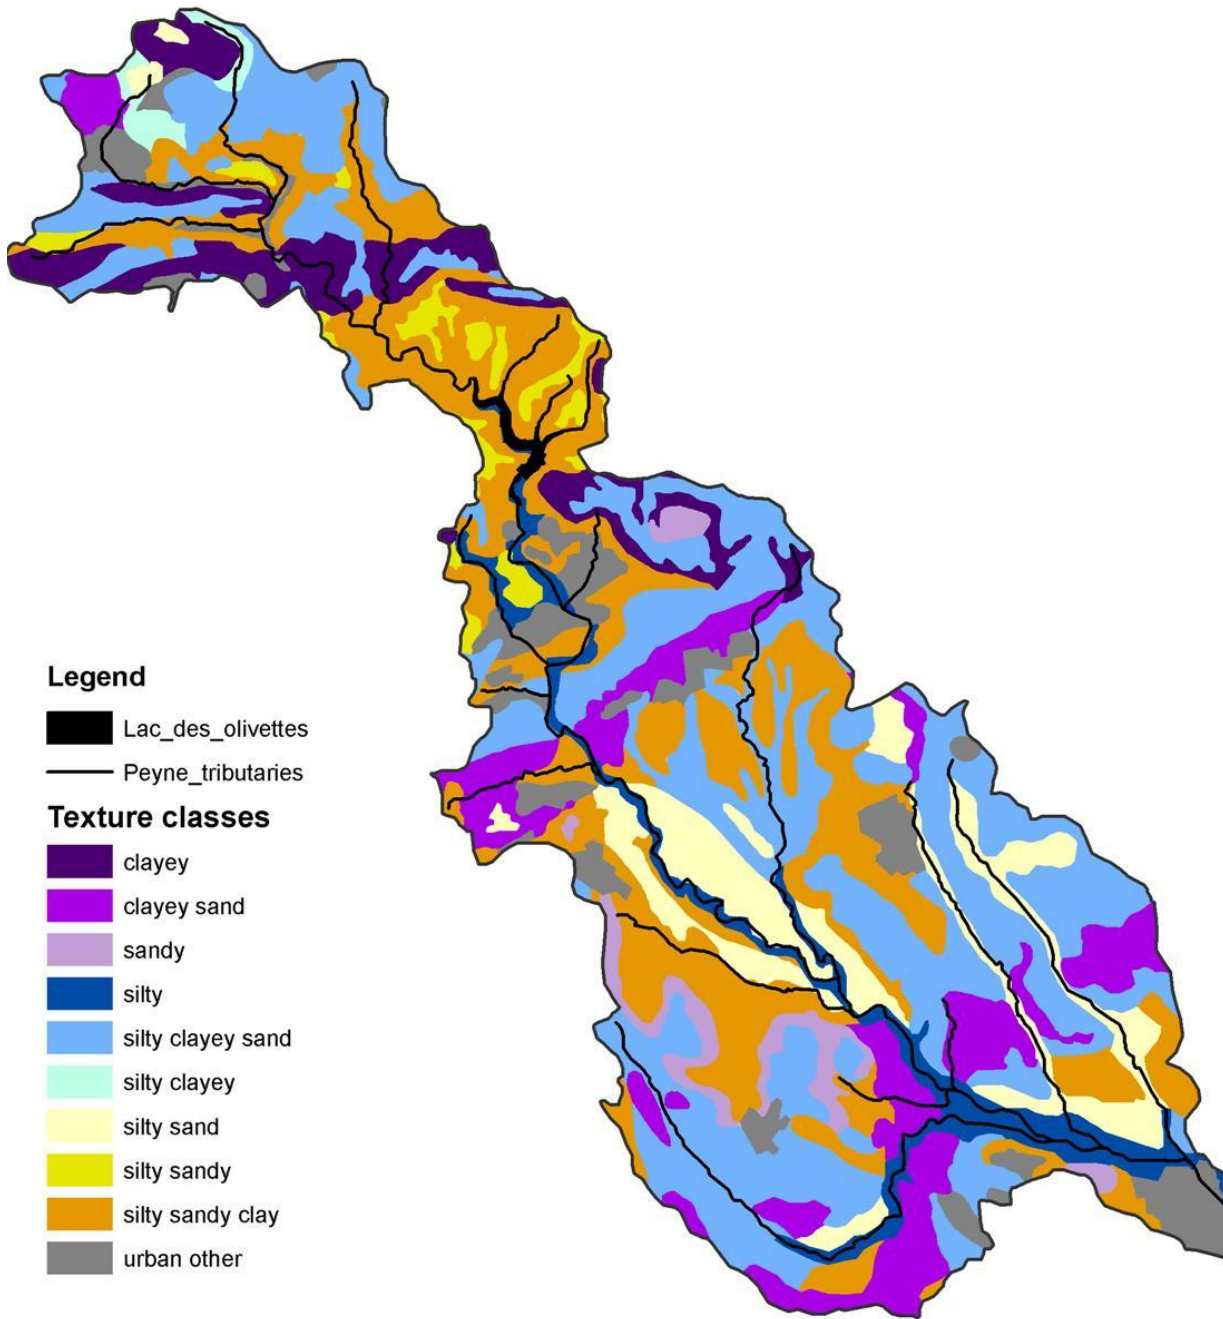 Legend
Lac_des_olivettes
Peyne_tributaries
Texture classes
clayey
clayey sand
sandy
silty
silty clayey sand
silty clayey
silty sand
silty sandy
silty sandy clay
urban other